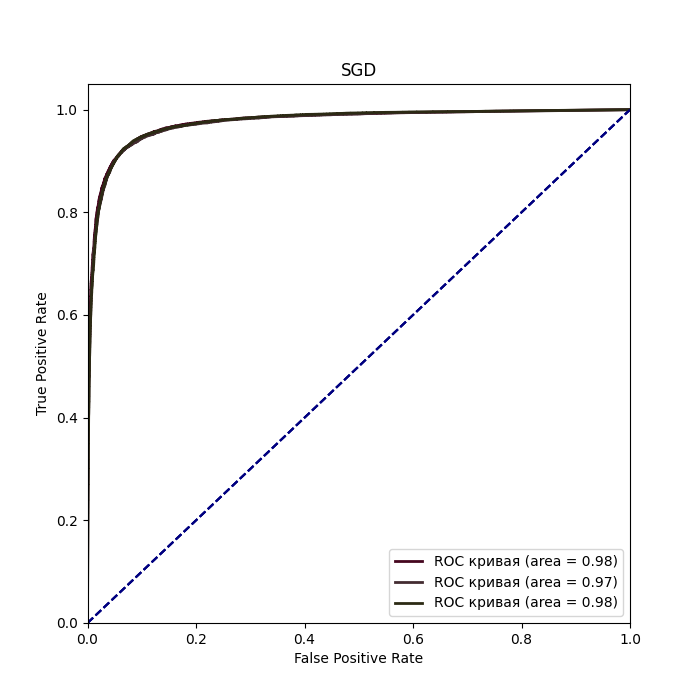 SGD
1.0
0.8
0.6
0.4
0.2
0.0
True Positive Rate
ROC кривая (area = 0.98)
ROC кривая (area = 0.97)
ROC кривая (area = 0.98)
0.0 0.2 0.4 0.6 0.8 1.0
False Positive Rate